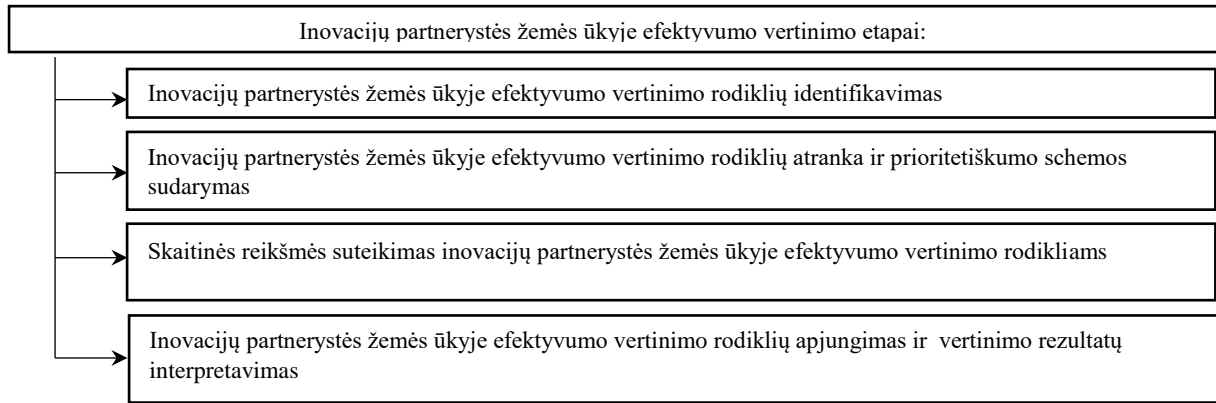 Inovacijų partnerystės žemės ūkyje efektyvumo vertinimo etapai:
Inovacijų partnerystės žemės ūkyje efektyvumo vertinimo rodiklių identifikavimas
Inovacijų partnerystės žemės ūkyje efektyvumo vertinimo rodiklių atranka ir prioritetiškumo schemos
sudarymas
Skaitinės reikšmės suteikimas inovacijų partnerystės žemės ūkyje efektyvumo vertinimo rodikliams
Inovacijų partnerystės žemės ūkyje efektyvumo vertinimo rodiklių apjungimas ir vertinimo rezultatų
interpretavimas